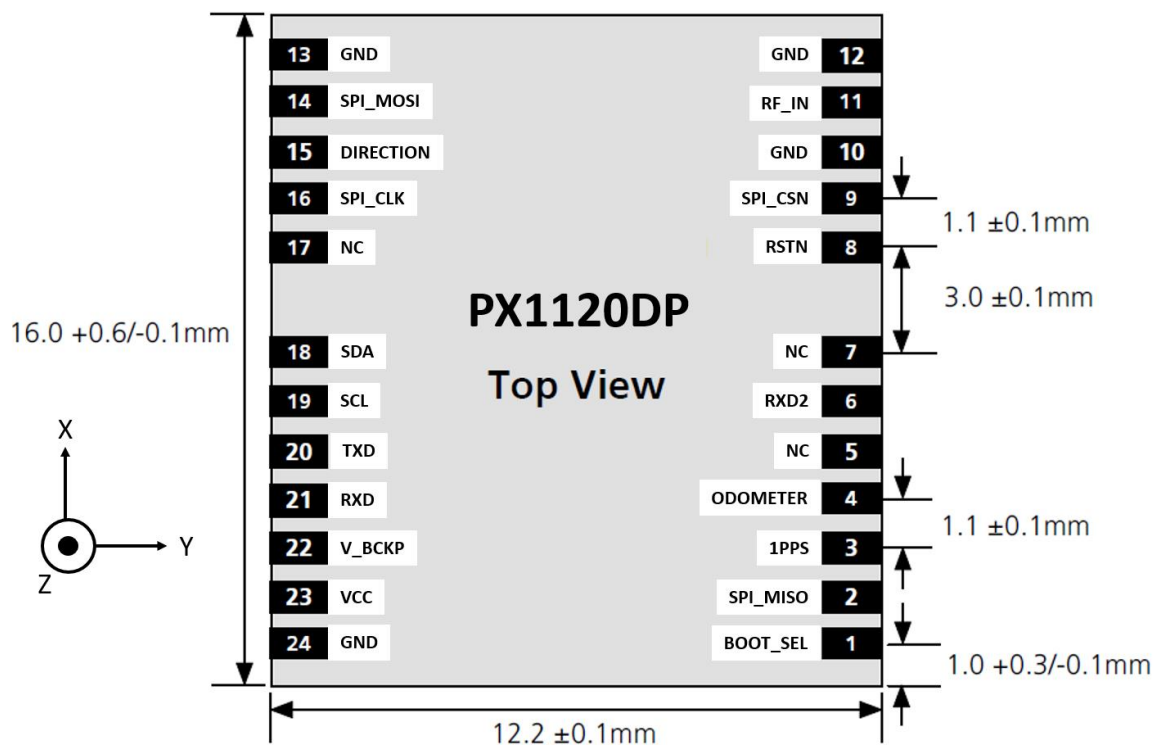 13 GND GND 12
14 SPI_MOSI RF_IN 11
15 DIRECTION GND 10
16 SPI_CLK SPI_CSN 9
1.1 ±0.1mm
17 NC RSTN 8
3.0 ±0.1mm
PX1120DP
16.0 +0.6/-0.1mm
18 SDA NC 7
Top View
19 SCL RXD2 6
X
20 TXD NC 5
21 RXD ODOMETER 4
1.1 ±0.1mm
Y
22 V_BCKP 1PPS 3
Z
23 VCC SPI_MISO 2
24 GND BOOT_SEL 1
1.0 +0.3/-0.1mm
12.2 ±0.1mm